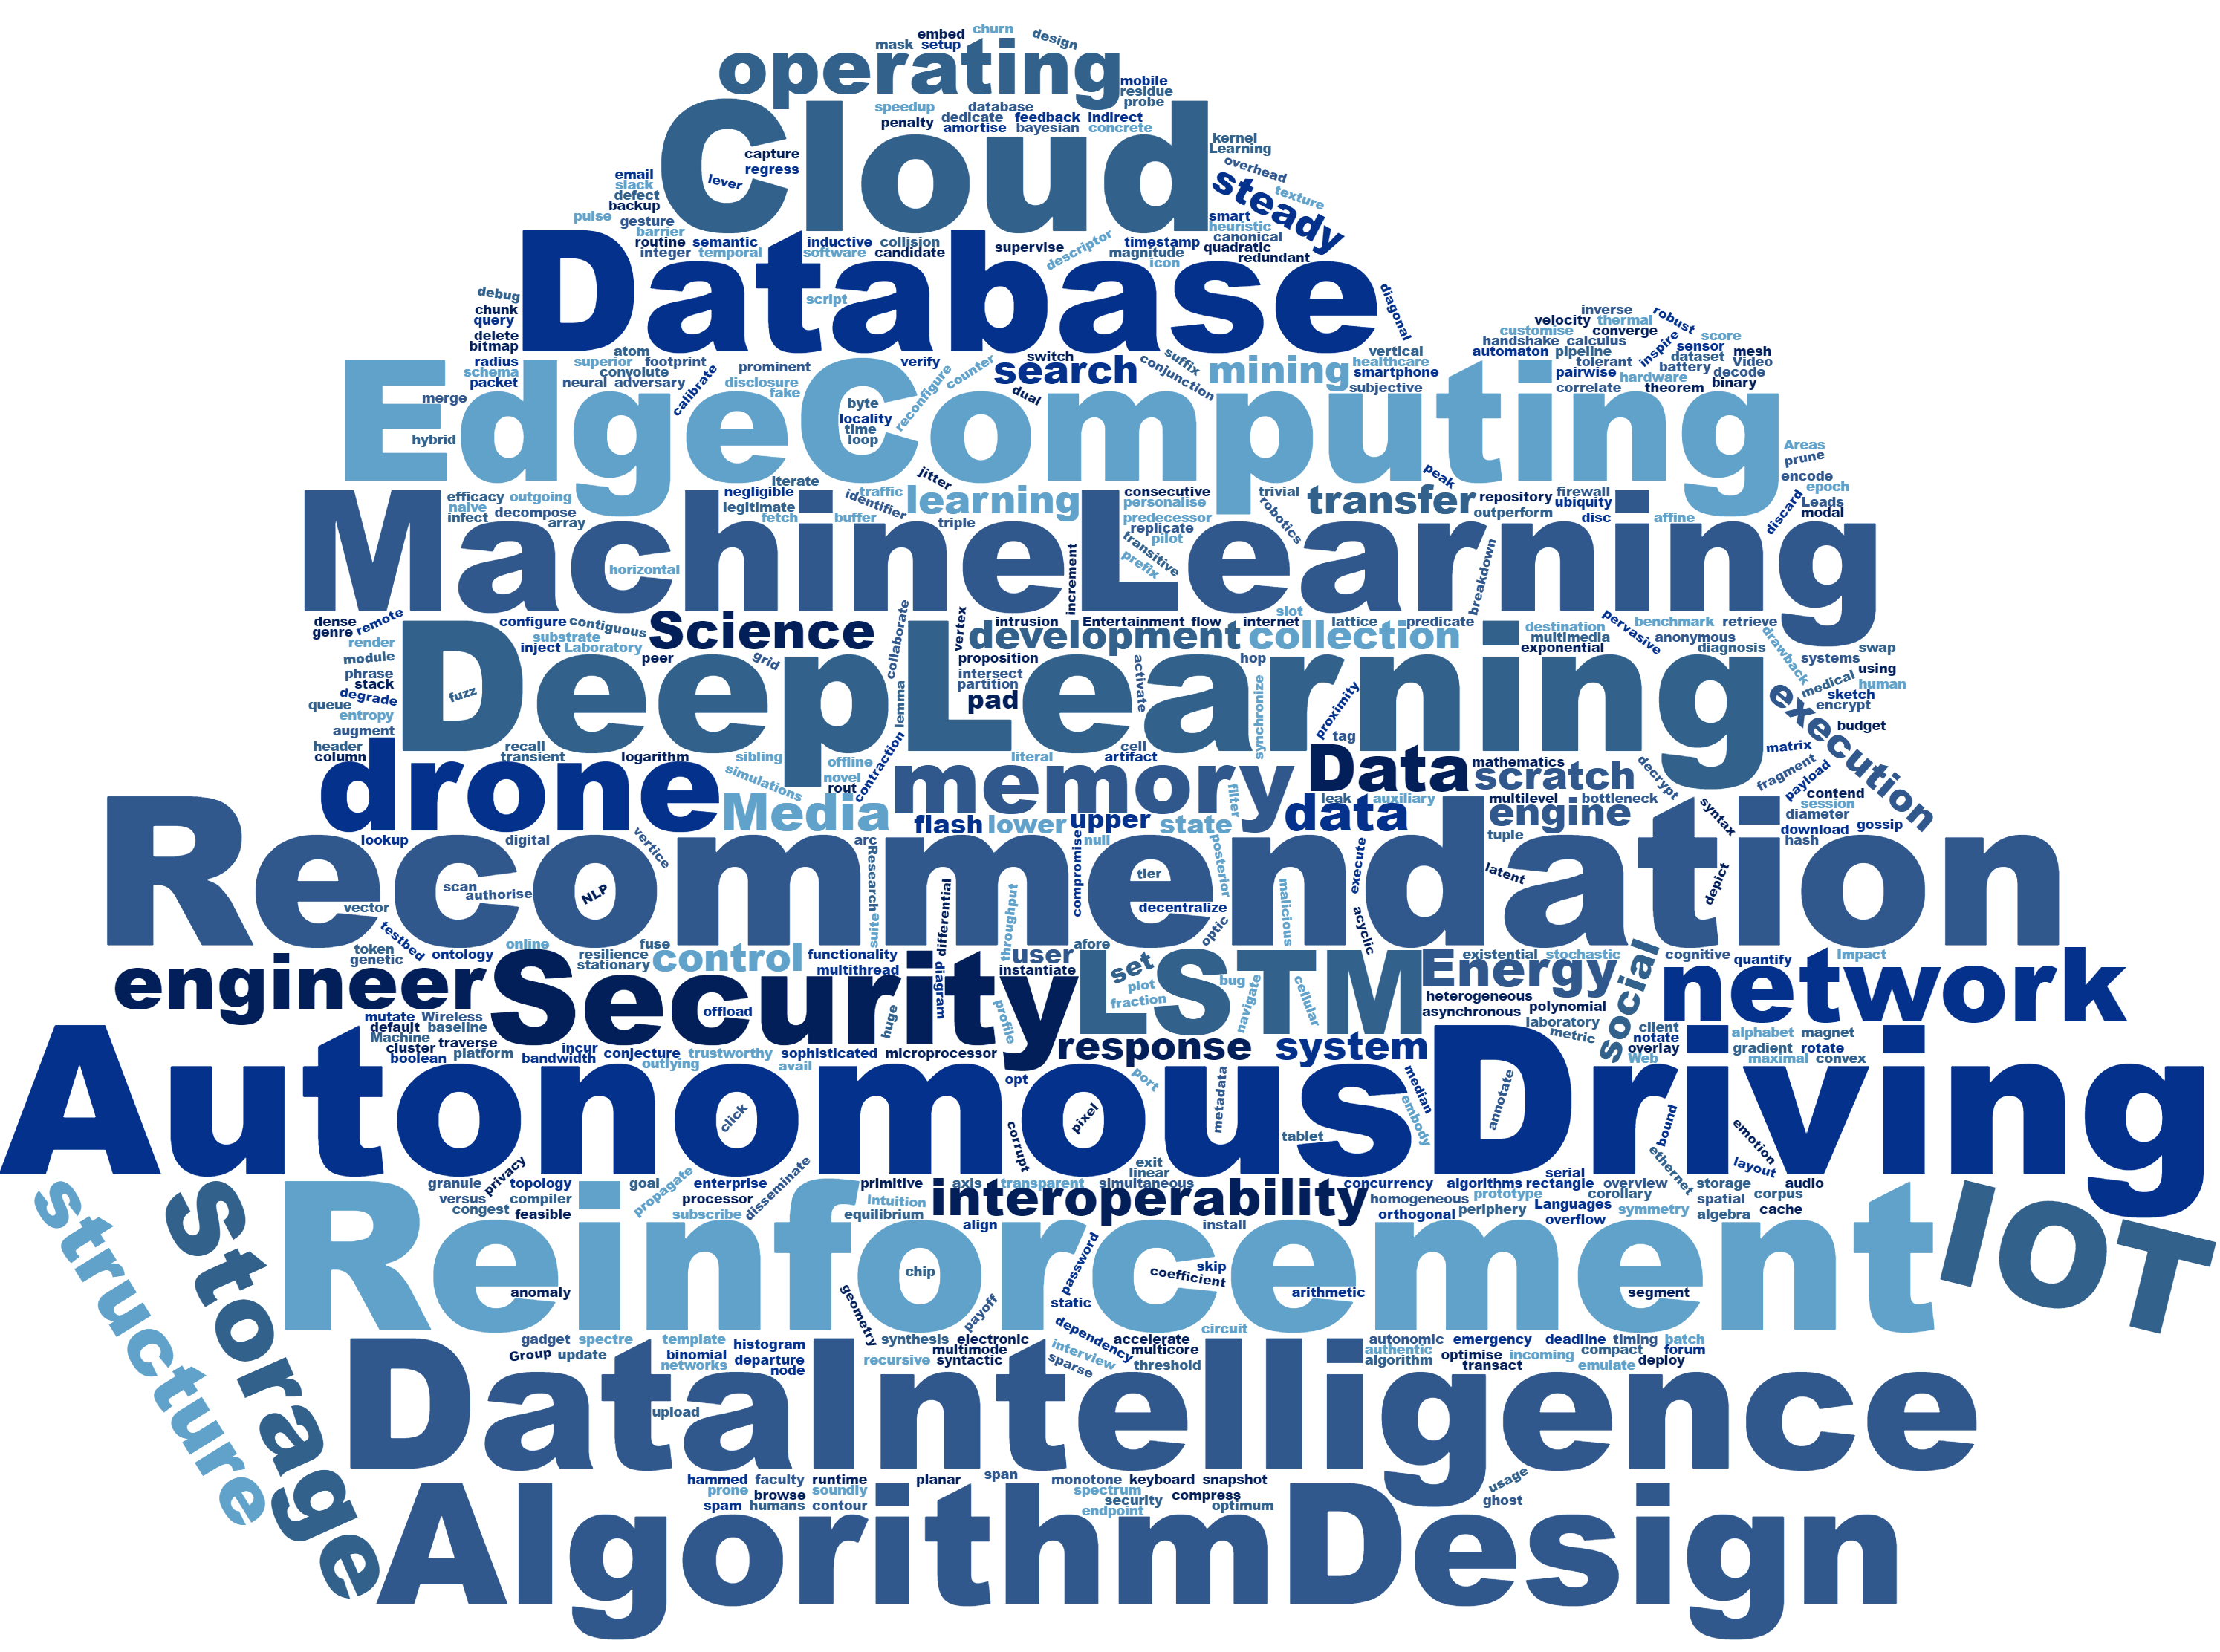 embed churn design
mask setup
operating
mobile
residue
probe
speedup database
dedicate feedback indirect
penalty amortise bayesian concrete
Cloud
capture
regress
lever
kernel
Learning
overhead
texture
steady
email
slack
defect
backup
pulse gesture
barrier
smart
heuristic
canonical
routine semantic inductive collision supervise descriptor timestamp quadratic
integer temporal software candidate magnitude redundant
icon
Database
script
diagonal
debug
chunk
query
delete
bitmap
inverse
velocity thermal robust
customise converge score
handshake calculus inspire sensor mesh
automaton pipeline tolerant dataset Video
pairwise battery decode
hardware binary
correlate theorem
radius superior atom footprint prominent verify counter switch suffix vertical
schema convolute calibrate disclosure reconfigure search conjunction mining healthcare
packet neural adversary fake dual subjective smartphone
EdgeComputing
merge
hybrid
byte
locality
time
loop
Areas
prune
encode
epoch
Leads
modal
discard
efficacy outgoing negligible iterate traffic jitter consecutive trivial peak repository firewall
naive decompose legitimate identifier learning personalise robotics transfer ubiquity
infect array fetch buffer triple predecessor outperform disc affine
replicate
pilot
transitive
prefix
MachineLearning
horizontal
increment
breakdown
dense remote configure contiguous Science collaborate vertex intrusion Entertainment flow internet slot lattice predicate destination pervasive benchmark retrieve
genre substrate development collection multimedia anonymous drawback
render inject Laboratory peer grid proposition activate hop exponential diagnosis swap
module intersect systems
phrase partition using
stack pad medical human
degrade sketch
queue encrypt
entropy budget
augment
DeepLearning
fuzz
lemma
synchronize
proximity
execution
header recall logarithm sibling offline contraction literal cell tag matrix
column transient simulations novel artifact Data mathematics decrypt fragment
rout scratch payload
drone Media memory filter leak auxiliary multilevel bottleneck contend
flash lower upper state data engine syntax session
diameter
lookup digital vertice arc null tuple download gossip
hash
Recommendation
scan
authorise
NLP
vector
Research
suite
differential
throughput
compromise
tier
posterior
decentralize
malicious
execute
acyclic
optic
latent
depict
testbed
token ontology online resilience fuse functionality user afore existential stochastic cognitive quantify Impact
genetic stationary control multithread instantiate
engineer Security LSTM Energy social network
set
plot
fraction
bug
navigate
cellular
diagram
offload
huge
profile
heterogeneous
asynchronous polynomial
laboratory
metric
mutate Wireless
default baseline
Machine traverse
cluster platform incur conjecture trustworthy sophisticated microprocessor response system
boolean bandwidth outlying avail
client alphabet magnet
notate gradient rotate
overlay maximal convex
Web
opt port metadata median
AutonomousDriving
click
pixel
corrupt
tablet
embody
annotate
bound
emotion
ethernet
layout
granule privacy topology goal propagate enterprise disseminate primitive axis transparent exit
linear
simultaneous concurrency algorithms serial rectangle overview storage audio
versus compiler processor intuition interoperability homogeneous prototype corollary spatial corpus
congest feasible subscribe equilibrium orthogonal periphery Languages symmetry algebra cache
align install overflow
structure Storage
Reinforcement
IOT
anomaly
chip
geometry
payoff
password
skip
coefficient
static
arithmetic
segment
gadget spectre template histogram synthesis electronic dependency accelerate circuit autonomic emergency deadline timing batch
Group update binomial departure multimode interview multicore authentic optimise incoming compact forum
networks node recursive syntactic sparse threshold algorithm transact emulate deploy
DataIntelligence
upload
hammed faculty runtime planar span monotone keyboard snapshot usage
prone browse soundly spectrum compress ghost
spam humans contour security optimum
endpoint
AlgorithmDesign